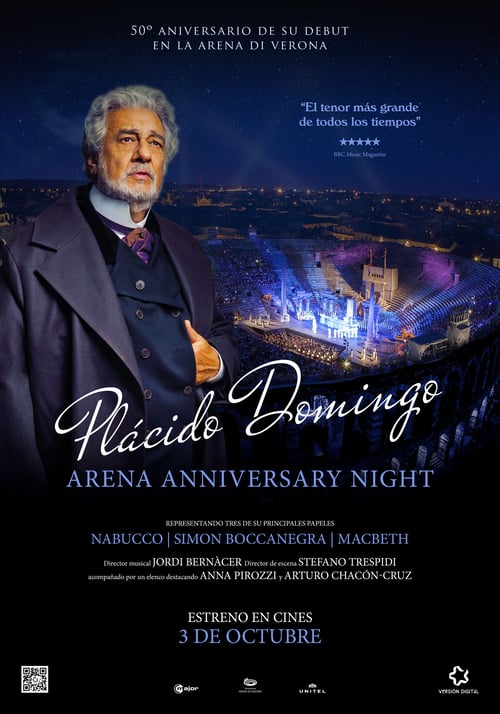 50º ANIVERSARIO DE SU DEBUT
EN LA ARENA DI VERONA
“El tenor más grande
de todos los tiempos”
★★★★★
BBC Music Magazine
Plácido Domingo
ARENA ANNIVERSARY NIGHT
REPRESENTANDO TRES DE SU PRINCIPALES PAPELES
NABUCCO | SIMON BOCCANEGRA | MACBETH
Director musical JORDI BERNÀCER Director de escena STEFANO TRESPIDI
acompañado por un elenco destacando ANNA PIROZZI y ARTURO CHACÓN-CRUZ
ESTRENO EN CINES
3 DE OCTUBRE
major
UNITEL
VERSIÓN DIGITAL